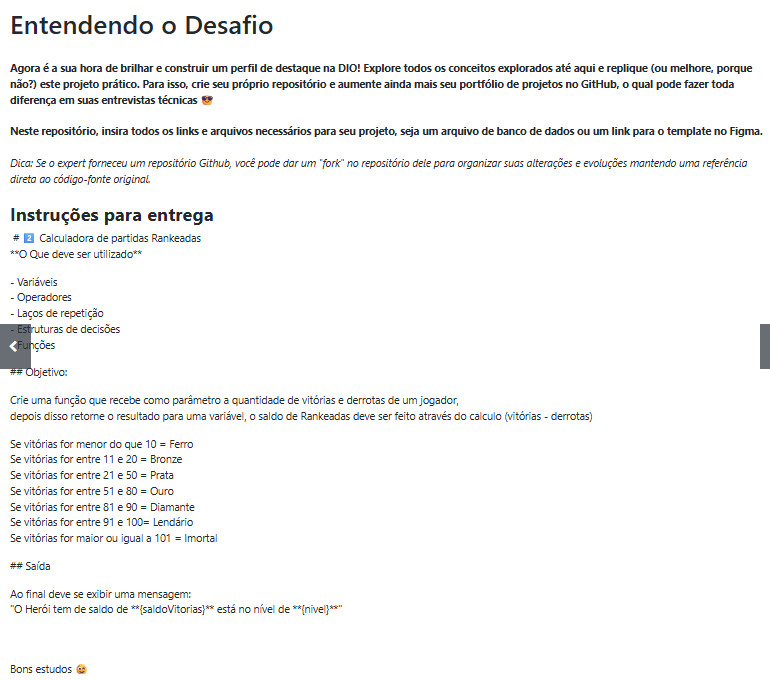 Entendendo o Desafio
Agora é a sua hora de brilhar e construir um perfil de destaque na DIO! Explore todos os conceitos explorados até aqui e replique (ou melhore, porque
não?) este projeto prático. Para isso, crie seu próprio repositório e aumente ainda mais seu portfólio de projetos no GitHub, o qual pode fazer toda
diferença em suas entrevistas técnicas 😎
Neste repositório, insira todos os links e arquivos necessários para seu projeto, seja um arquivo de banco de dados ou um link para o template no Figma.
Dica: Se o expert forneceu um repositório Github, você pode dar um "fork" no repositório dele para organizar suas alterações e evoluções mantendo uma referência
direta ao código-fonte original.
Instruções para entrega
# 2️⃣ Calculadora de partidas Rankeadas
**O Que deve ser utilizado**
- Variáveis
- Operadores
- Laços de repetição
- Estruturas de decisões
Funções
## Objetivo:
Crie uma função que recebe como parâmetro a quantidade de vitórias e derrotas de um jogador,
depois disso retorne o resultado para uma variável, o saldo de Rankeadas deve ser feito através do calculo (vitórias - derrotas)
Se vitórias for menor do que 10 = Ferro
Se vitórias for entre 11 e 20 = Bronze
Se vitórias for entre 21 e 50 = Prata
Se vitórias for entre 51 e 80 = Ouro
Se vitórias for entre 81 e 90 = Diamante
Se vitórias for entre 91 e 100= Lendário
Se vitórias for maior ou igual a 101 = Imortal
## Saída
Ao final deve se exibir uma mensagem:
"O Herói tem de saldo de **{saldoVitorias}** está no nível de **{nivel}**"
Bons estudos 😉